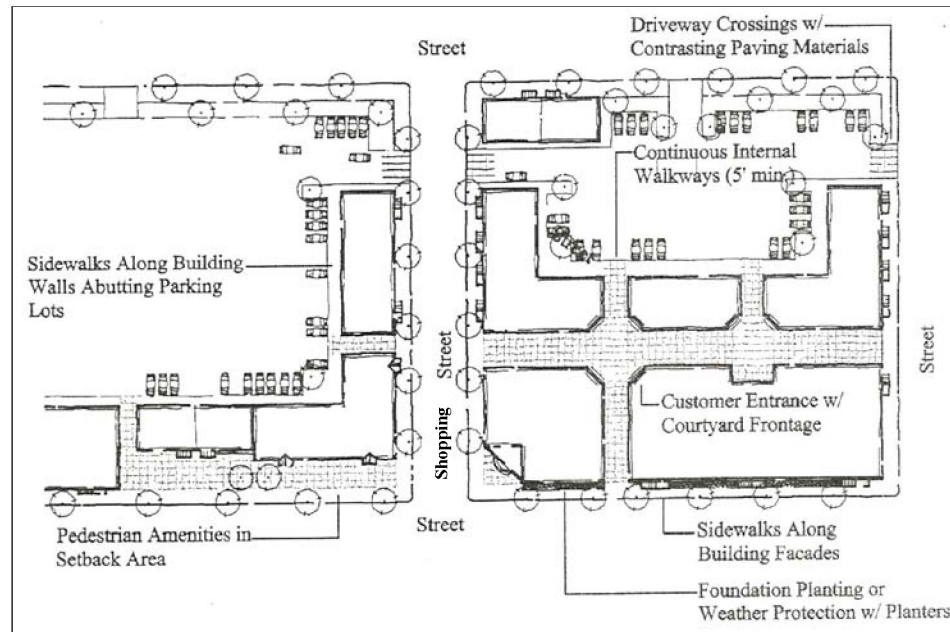 Street
Driveway Crossings w/
Contrasting Paving Materials
Continuous Internal
Walkways (5' min.)
Sidewalks Along Building
Walls Abutting Parking
Lots
Street
Shopping
Street
Customer Entrance w/
Courtyard Frontage
Street
Pedestrian Amenities in
Setback Area
Sidewalks Along
Building Facades
Foundation Planting or
Weather Protection w/ Planters